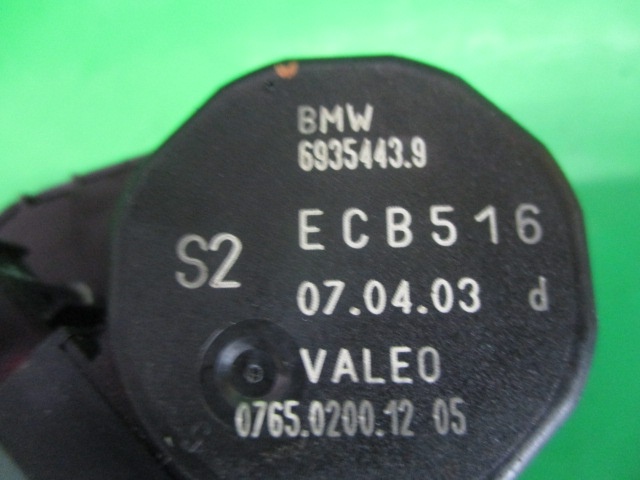 BMW
6935443.9
ECB516
S2
07.04.03 d
VALEO
0765.0200.12 05